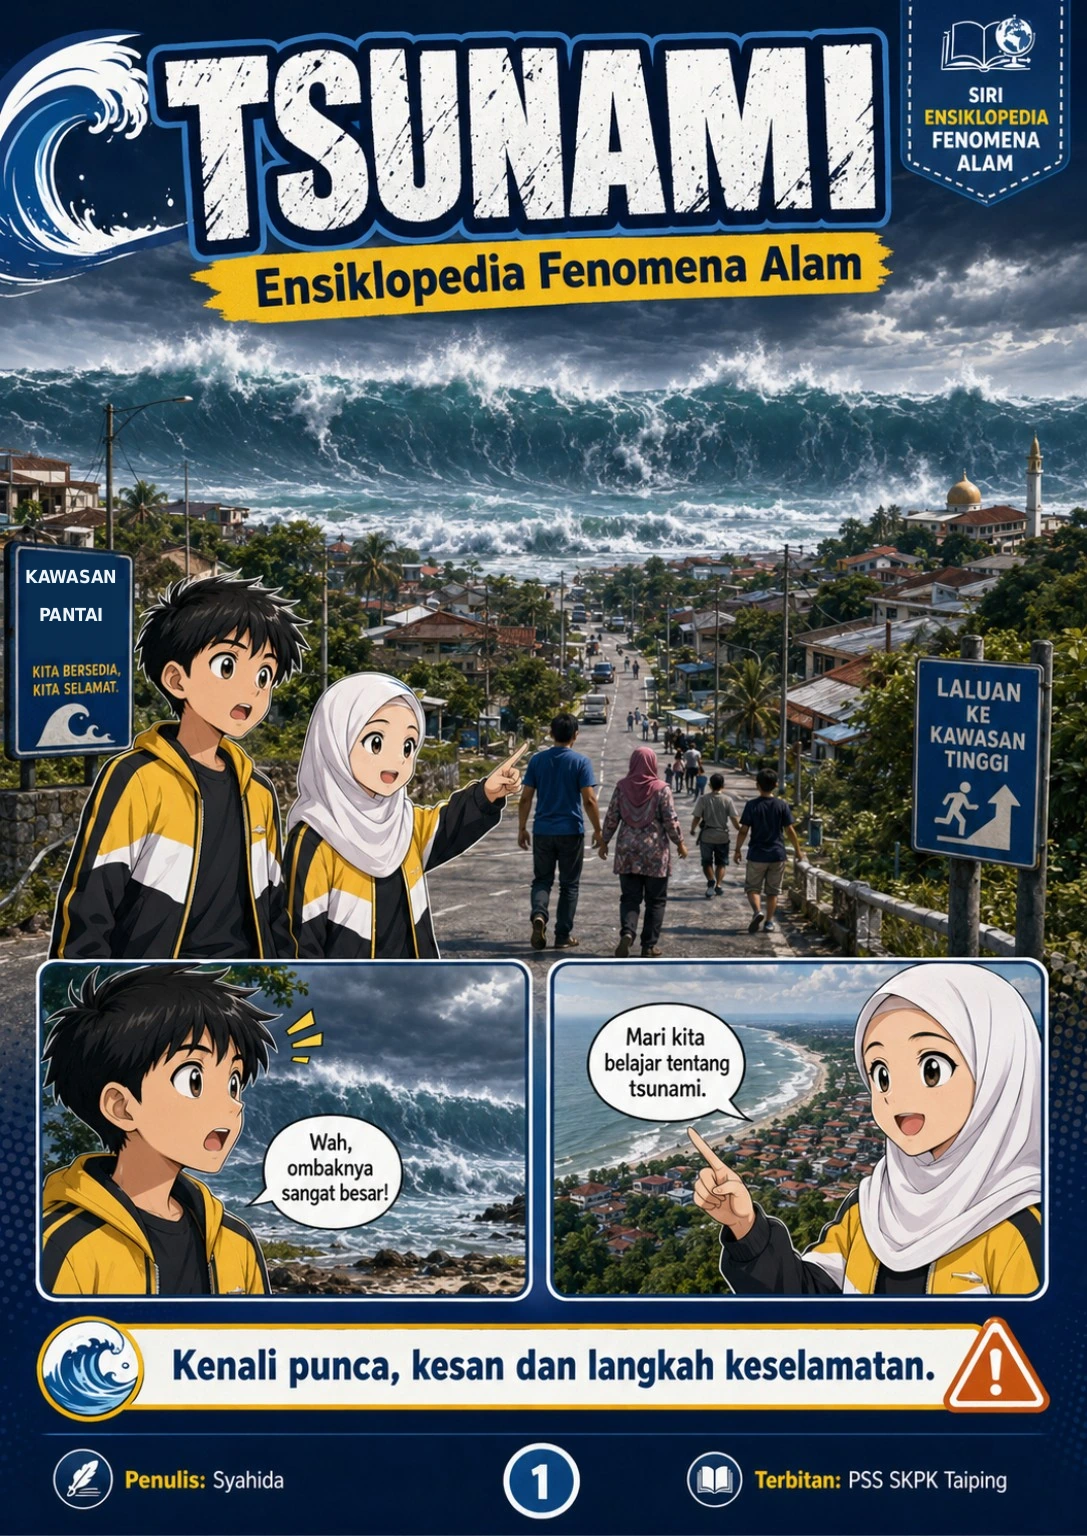 TSUNAMI
Ensiklopedia Fenomena Alam
SIRI
ENSIKLOPEDIA
FENOMENA
ALAM
KAWASAN
PANTAI
KITA BERSEDIA,
KITA SELAMAT.
LALUAN
KE
KAWASAN
TINGGI
Wah,
ombaknya
sangat besar!
Mari kita
belajar tentang
tsunami.
Kenali punca, kesan dan langkah keselamatan.
Penulis: Syahida
1
Terbitan: PSS SKPK Taiping